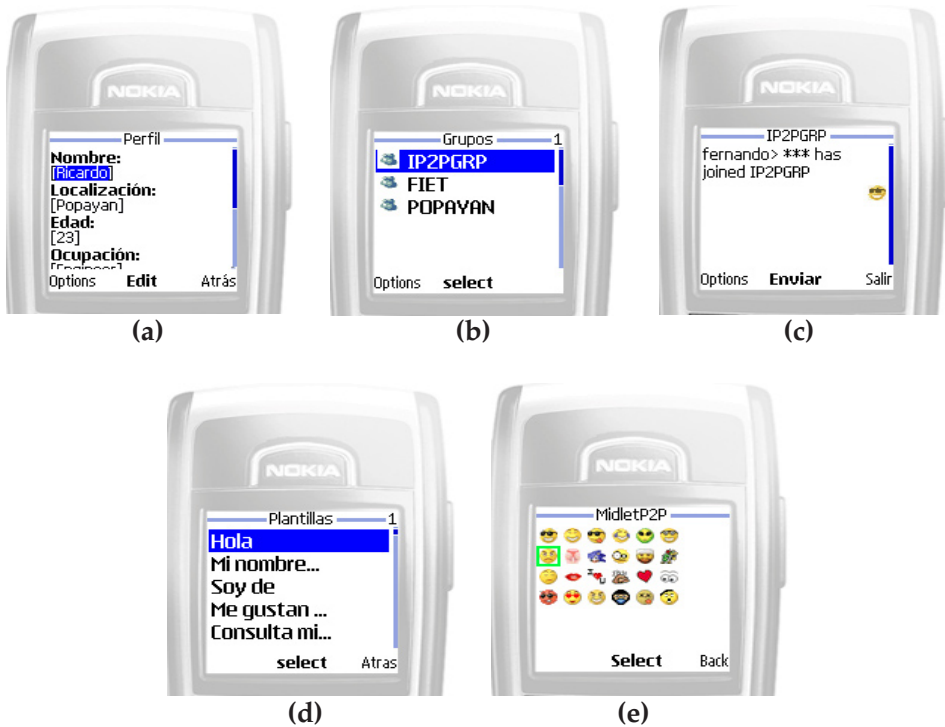 NOKIA
Perfil
Nombre:
[Ricardo]
Localización:
[Popayan]
Edad:
[23]
Ocupación:
[Engineer]
Options Edit Atrás
(a)
NOKIA
Grupos 1
IP2PGRP
FIET
POPAYAN
Options select
(b)
NOKIA
IP2PGRP
fernando> *** has
joined IP2PGRP
Options Enviar Salir
(c)
NOKIA
Plantillas 1
Hola
Mi nombre...
Soy de
Me gustan ...
Consulta mi...
select Atras
(d)
NOKIA
MidletP2P
Select Back
(e)